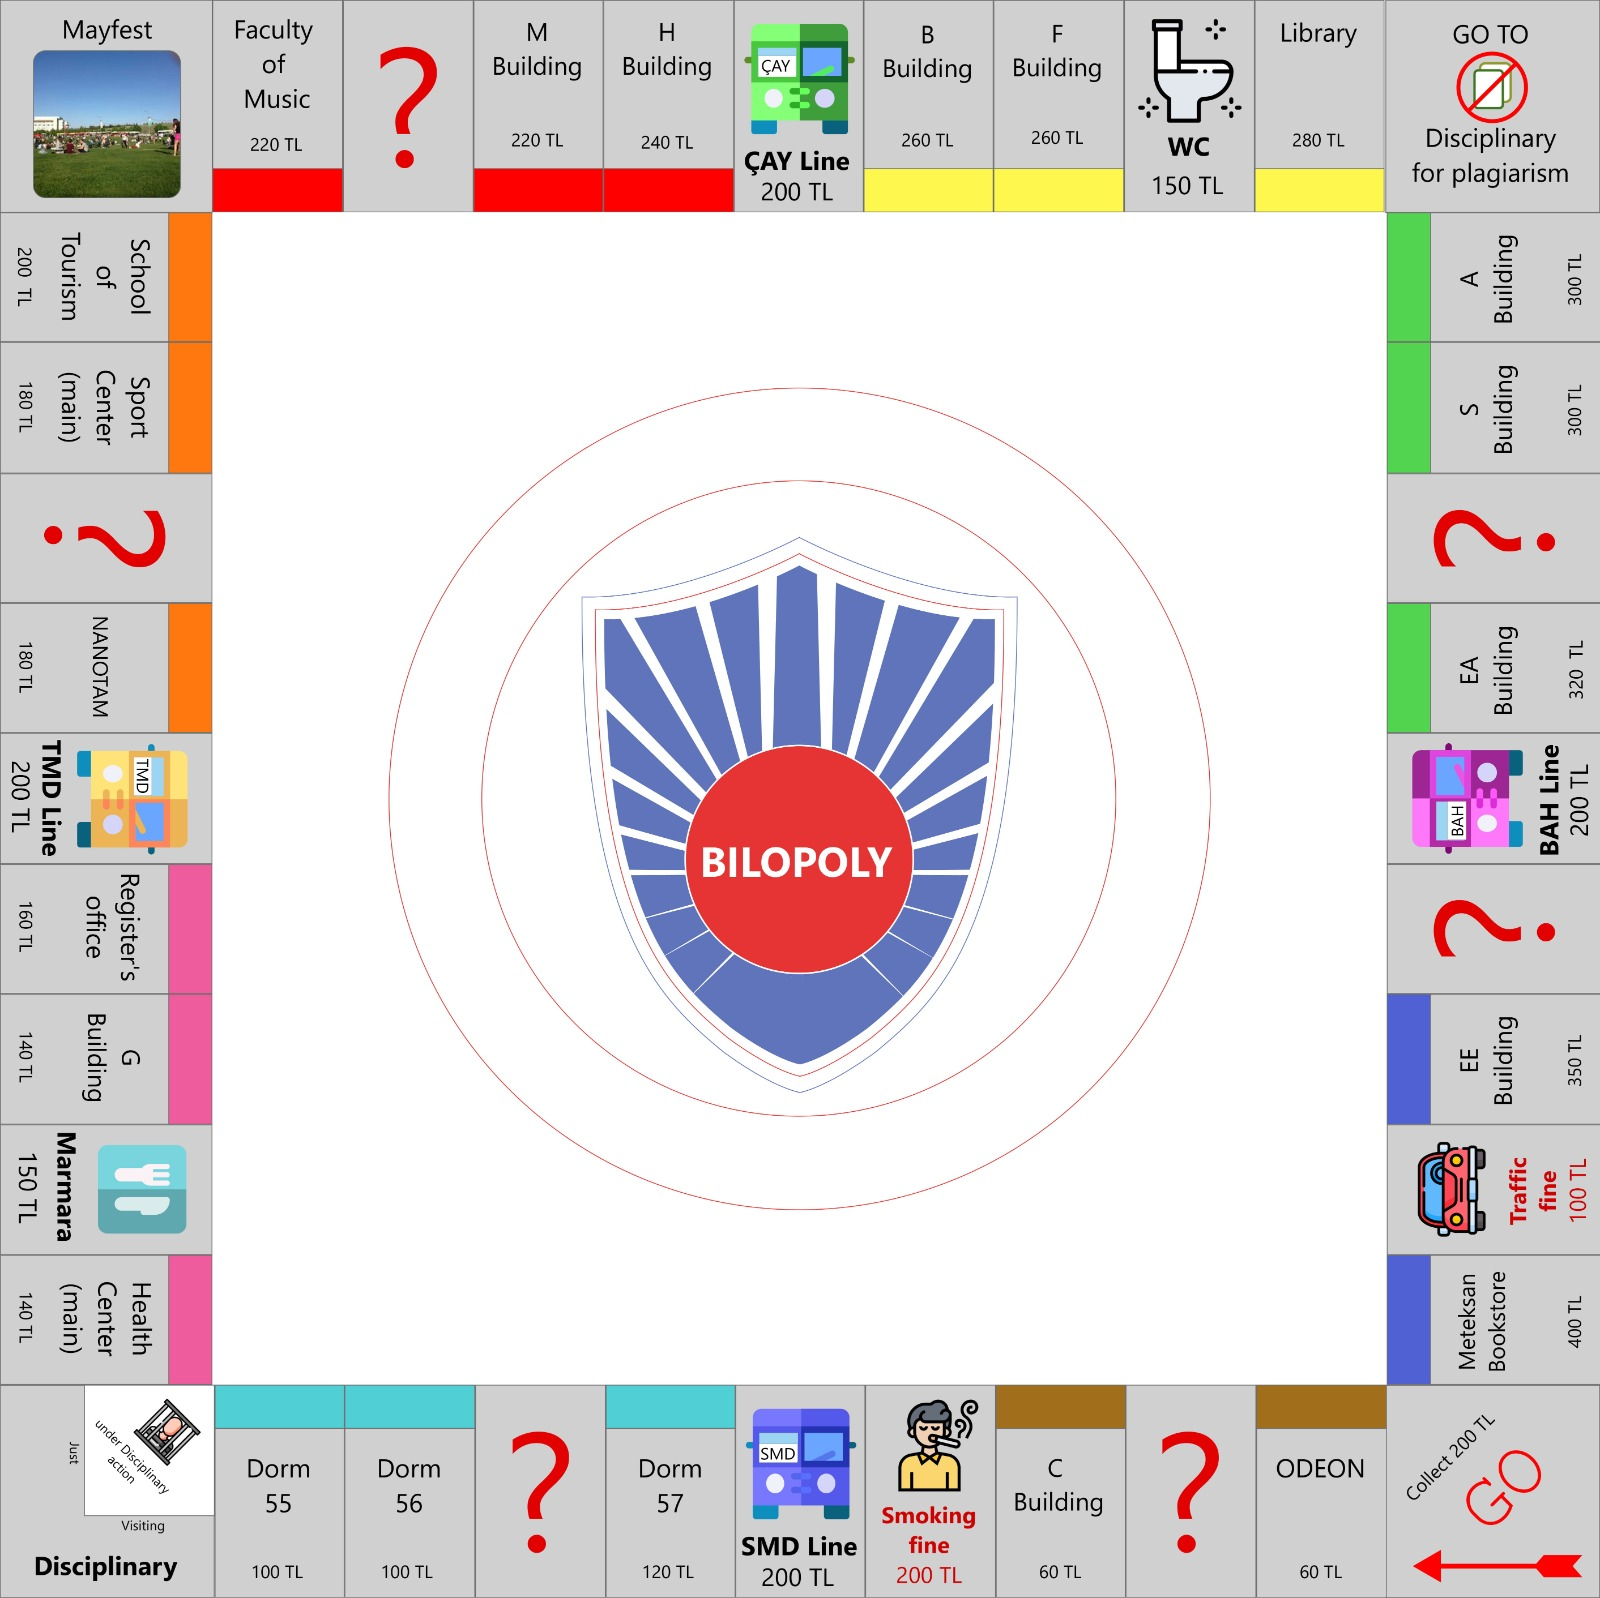 Mayfest
Faculty
of
Music
220 TL
?
M
Building
220 TL
H
Building
240 TL
ÇAY
ÇAY Line
200 TL
B
Building
260 TL
F
Building
260 TL
WC
150 TL
Library
280 TL
GO TO
Disciplinary
for plagiarism
School
of
Tourism
200 TL
Sport
Center
(main)
180 TL
?
NANOTAM
180 TL
TMD
TMD Line
200 TL
Register's
office
160 TL
G
Building
140 TL
Marmara
150 TL
Health
Center
(main)
140 TL
A
Building
300 TL
S
Building
300 TL
?
EA
Building
320 TL
BAH
BAH Line
200 TL
?
EE
Building
350 TL
Traffic
fine
100 TL
Meteksan
Bookstore
400 TL
BILOPOLY
Just
under Disciplinary
action
Visiting
Disciplinary
Dorm
55
100 TL
Dorm
56
100 TL
?
Dorm
57
120 TL
SMD
SMD Line
200 TL
Smoking
fine
200 TL
C
Building
60 TL
?
ODEON
60 TL
Collect 200 TL
GO